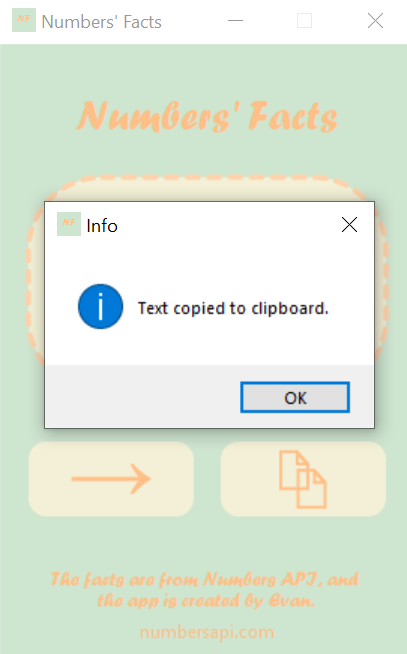 NF Numbers' Facts
Numbers' Facts
NF Info
Text copied to clipboard.
OK
The facts are from Numbers API, and
the app is created by Evan.
numbersapi.com